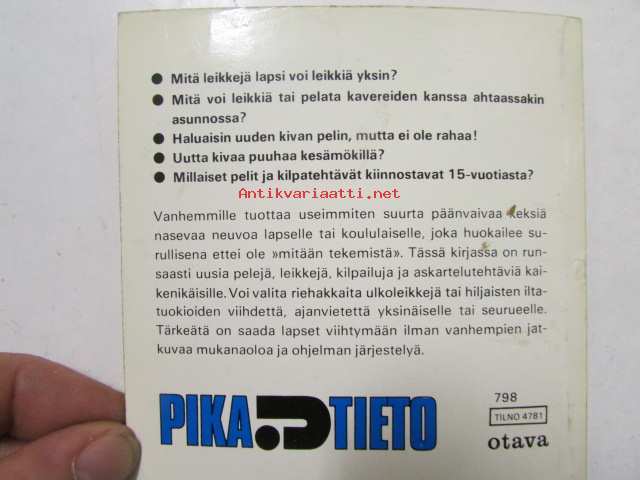 ● Mitä leikkejä lapsi voi leikkiä yksin?
● Mitä voi leikkiä tai pelata kavereiden kanssa ahtaassakin
asunnossa?
● Haluaisin uuden kivan pelin, mutta ei ole rahaa!
● Uutta kivaa puuhaa kesämökillä?
● Millaiset pelit ja kilpatehtävät kiinnostavat 15-vuotiasta?
Antikvariaatti.net
Vanhemmille tuottaa useimmiten suurta päänvaivaa keksiä
nasevaa neuvoa lapselle tai koululaiselle, joka huokailee su-
rullisena ettei ole »mitään tekemistä». Tässä kirjassa on run-
saasti uusia pelejä, leikkejä, kilpailuja ja askartelutehtäviä kai-
kenikäisille. Voi valita riehakkaita ulkoleikkejä tai hiljaisten ilta-
tuokioiden viihdettä, ajanvietettä yksinäiselle tai seurueelle.
Tärkeätä on saada lapset viihtymään ilman vanhempien jat-
kuvaa mukanaoloa ja ohjelman järjestelyä.
PIKA?TIETO
798
TILNO 4781
otava